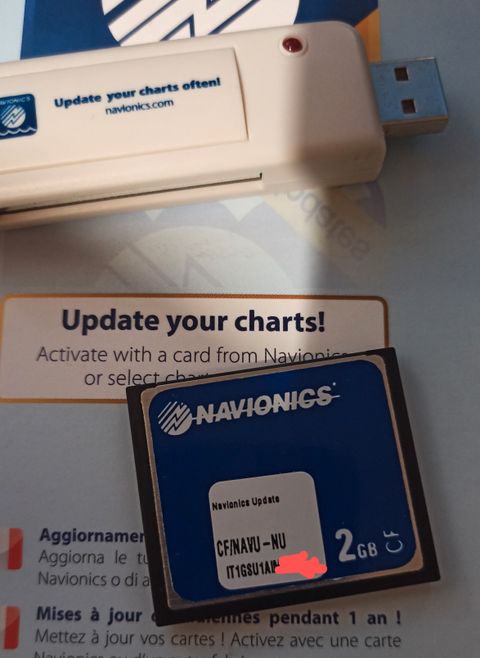 NAVIONICS
Update your charts often!
navionics.com
Update your charts!
Activate with a card from Navionics
or select
NAVIONICS
Navionics Update
CF/NAVU-NU
IT1GSU1A
2GB CF
Aggiorna le
Navionics o di
Mises à jour pendant 1 an !
Mettez à jour vos cartes ! Activez avec une carte